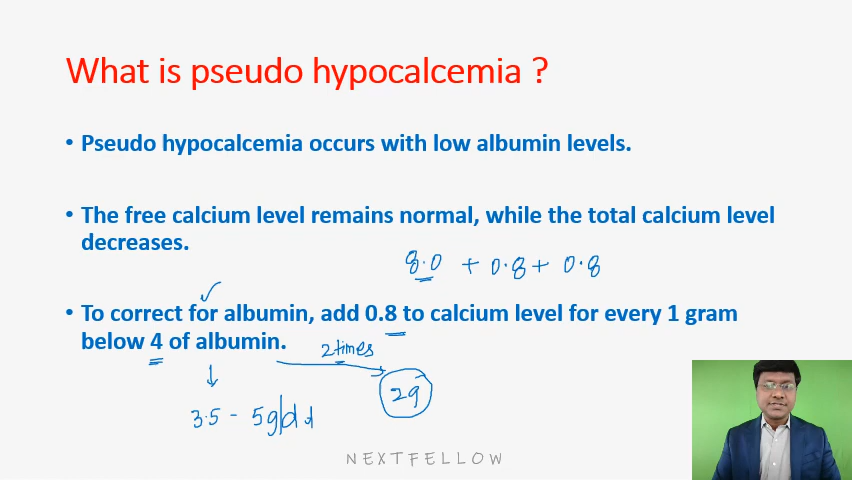 What is pseudo hypocalcemia ?
• Pseudo hypocalcemia occurs with low albumin levels.
• The free calcium level remains normal, while the total calcium level
decreases.
8.0 + 0.8 + 0.8
• To correct for albumin, add 0.8 to calcium level for every 1 gram
below 4 of albumin.
2 times
2g
3.5 - 5g/dl
NEXTFELLOW